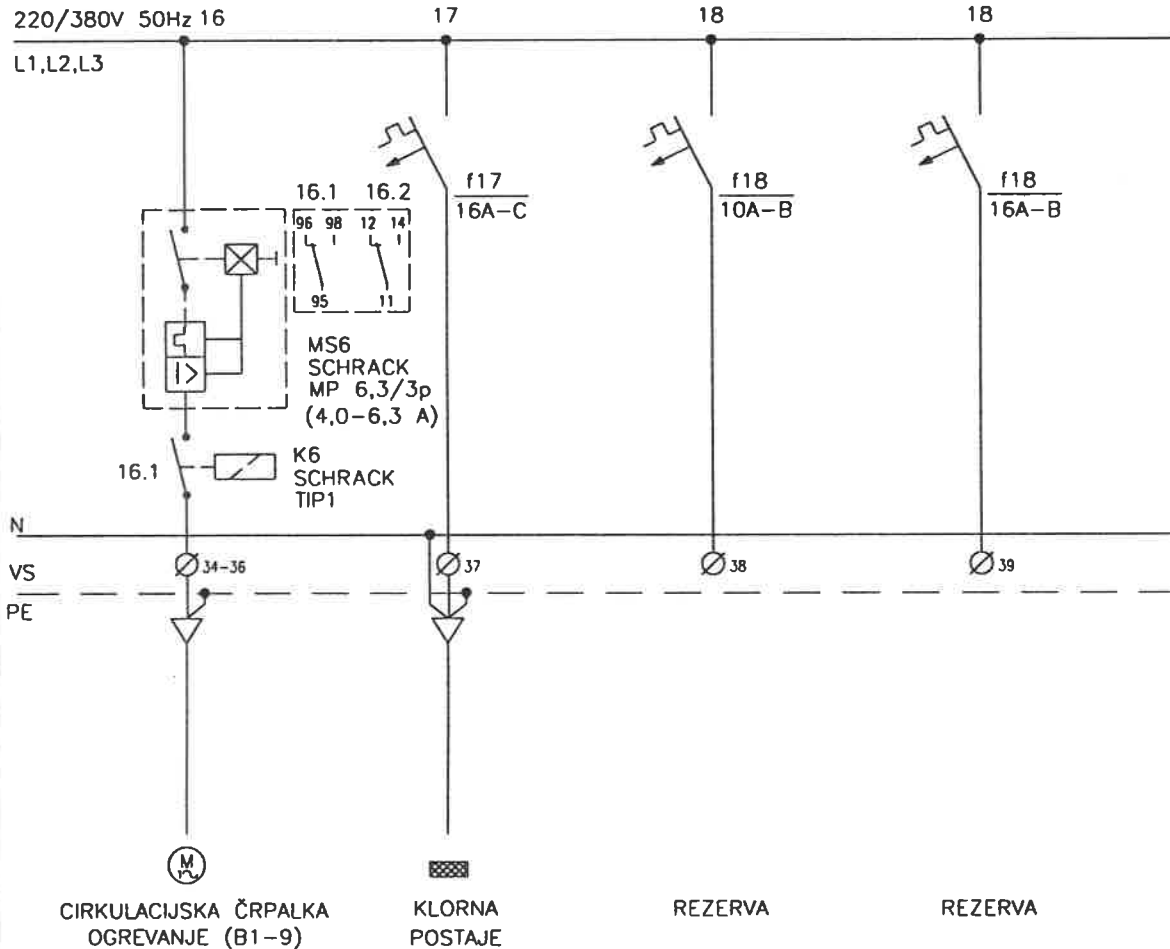 220/380V 50Hz 16 17 18 18
L1,L2,L3
f17
16A-C
f18
10A-B
f18
16A-B
16.1 16.2
96 98 12 14
95 11
MS6
SCHRACK
MP 6,3/3p
(4,0-6,3 A)
I>
16.1
K6
SCHRACK
TIP1
N
34-36 37 38 39
VS
PE
M
CIRKULACIJSKA ČRPALKA
OGREVANJE (B1-9)
KLORNA
POSTAJE
REZERVA
REZERVA